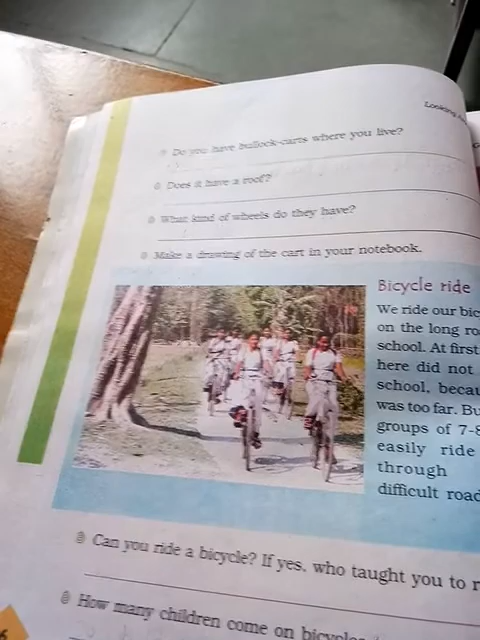 Looking
Do you have bullock-carts where you live?
Does it have a roof?
What kind of wheels do they have?
Make a drawing of the cart in your notebook.
Bicycle ride
We ride our bic
on the long ro
school. At first
here did not
school, becau
was too far. Bu
groups of 7-8
easily ride
through
difficult road
Can you ride a bicycle? If yes, who taught you to r
How many children come on bicycles
6